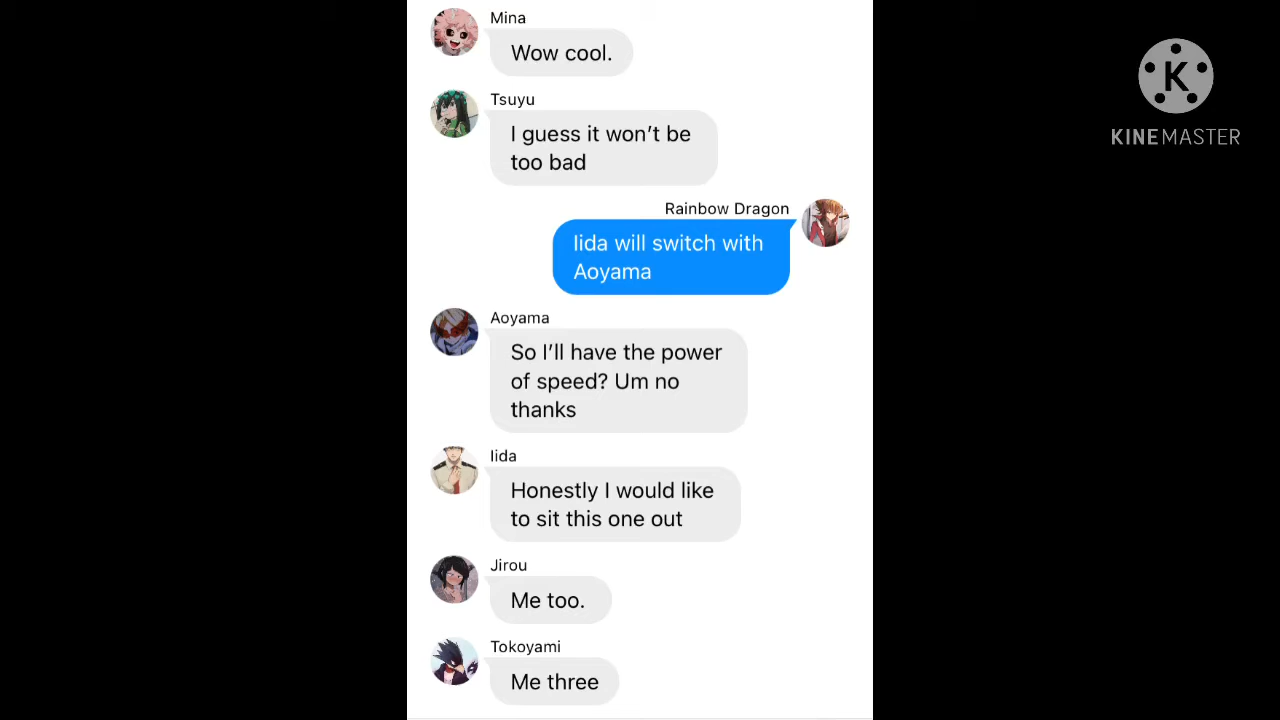 Mina
Wow cool.
Tsuyu
I guess it won't be
too bad
Rainbow Dragon
Iida will switch with
Aoyama
Aoyama
So I'll have the power
of speed? Um no
thanks
Iida
Honestly I would like
to sit this one out
Jirou
Me too.
Tokoyami
Me three
K
KINEMASTER